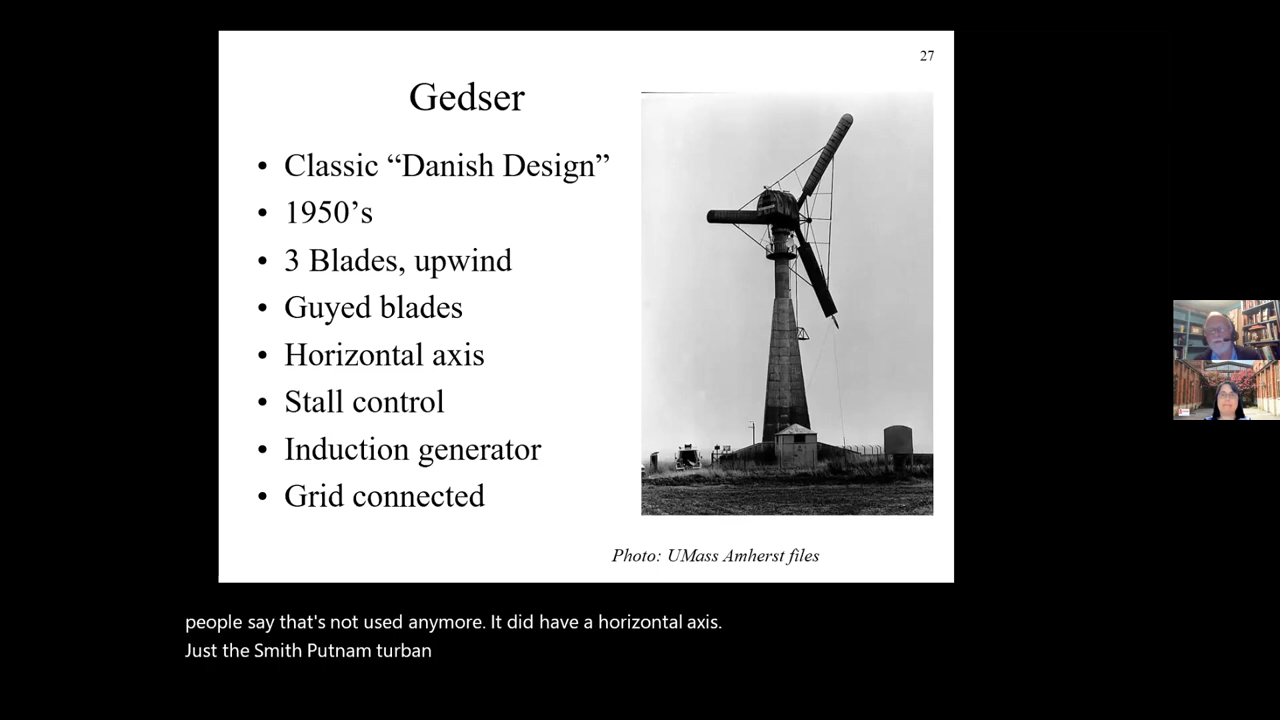 27
Gedser
• Classic “Danish Design”
• 1950’s
• 3 Blades, upwind
• Guyed blades
• Horizontal axis
• Stall control
• Induction generator
• Grid connected
Photo: UMass Amherst files
people say that's not used anymore. It did have a horizontal axis.
Just the Smith Putnam turban